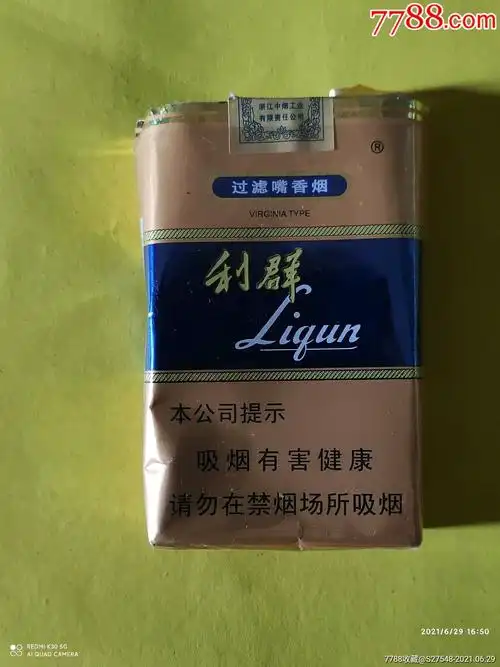 7788.com
浙江中烟工业
有限责任公司
®
过滤嘴香烟
VIRGINIA TYPE
利群
Liqun
本公司提示
吸烟有害健康
请勿在禁烟场所吸烟
2021/6/29 16:50
REDMI K30 5G
AI QUAD CAMERA
7788收藏@S27548-2021.06.29